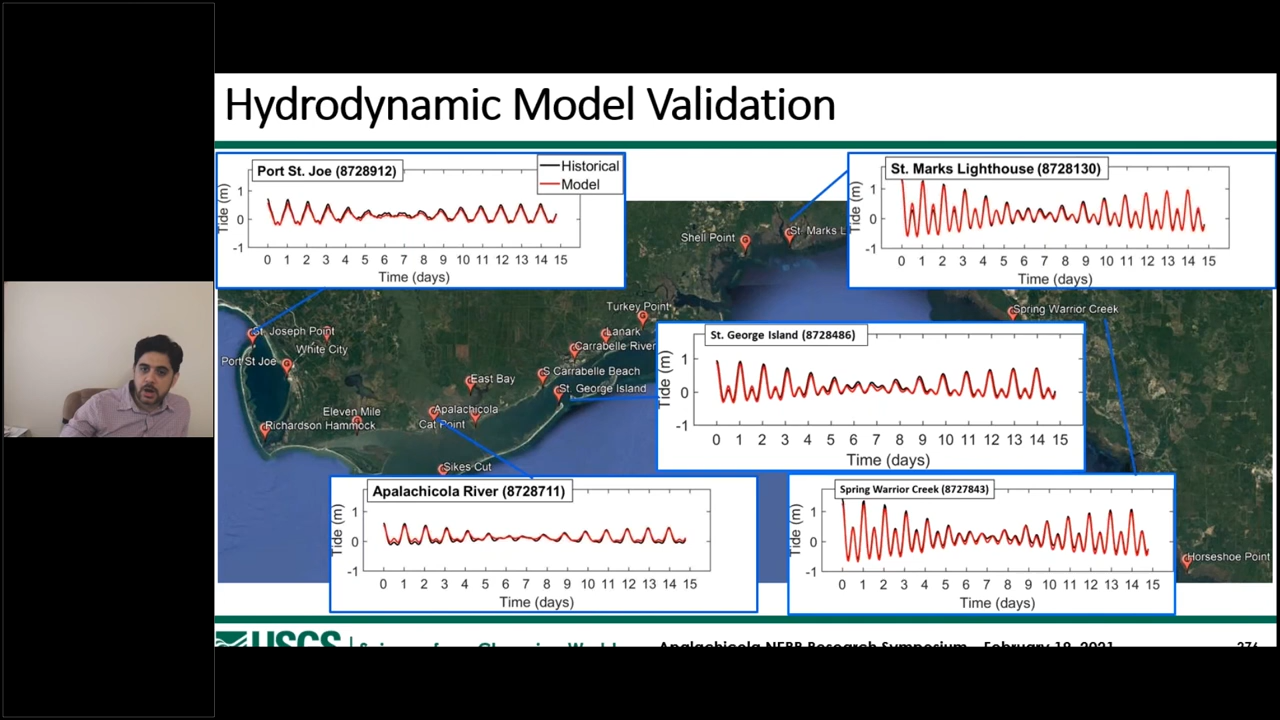 Hydrodynamic Model Validation
Port St. Joe (8728912)
Historical
Model
Tide (m)
1
0
-1
0 1 2 3 4 5 6 7 8 9 10 11 12 13 14 15
Time (days)
St. Marks Lighthouse (8728130)
Tide (m)
1
0
-1
0 1 2 3 4 5 6 7 8 9 10 11 12 13 14 15
Time (days)
Shell Point
St. Marks L
Turkey Point
Spring Warrior Creek
St. Joseph Point
White City
Port St Joe
Lanark
Carrabelle River
S Carrabelle Beach
East Bay
St. George Island
Eleven Mile
Apalachicola
Richardson Hammock
Cat Point
Sikes Cut
Horseshoe Point
St. George Island (8728486)
Tide (m)
1
0
-1
0 1 2 3 4 5 6 7 8 9 10 11 12 13 14 15
Time (days)
Apalachicola River (8728711)
Tide (m)
1
0
-1
0 1 2 3 4 5 6 7 8 9 10 11 12 13 14 15
Time (days)
Spring Warrior Creek (8727843)
Tide (m)
1
0
-1
0 1 2 3 4 5 6 7 8 9 10 11 12 13 14 15
Time (days)
USGS
Apalachicola NERR Research Symposium - February 18, 2021
276